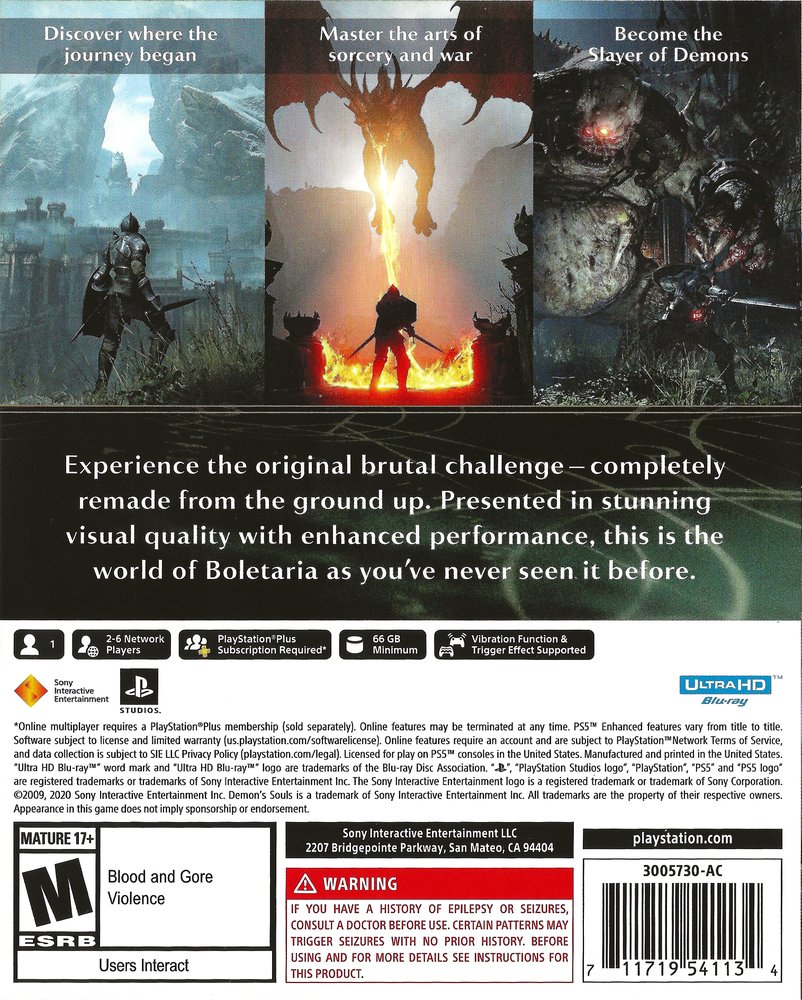 Discover where the
journey began
Master the arts of
sorcery and war
Become the
Slayer of Demons
Experience the original brutal challenge – completely
remade from the ground up. Presented in stunning
visual quality with enhanced performance, this is the
world of Boletaria as you've never seen it before.
1
2-6 Network
Players
PlayStation®Plus
Subscription Required*
66 GB
Minimum
Vibration Function &
Trigger Effect Supported
Sony
Interactive
Entertainment
STUDIOS.
ULTRA HD™
Blu-ray
*Online multiplayer requires a PlayStation®Plus membership (sold separately). Online features may be terminated at any time. PS5™ Enhanced features vary from title to title.
Software subject to license and limited warranty (us.playstation.com/softwarelicense). Online features require an account and are subject to PlayStation™Network Terms of Service,
and data collection is subject to SIE LLC Privacy Policy (playstation.com/legal). Licensed for play on PS5™ consoles in the United States. Manufactured and printed in the United States.
"Ultra HD Blu-ray™" word mark and "Ultra HD Blu-ray™" logo are trademarks of the Blu-ray Disc Association. "", "PlayStation Studios logo", "PlayStation", "PS5" and "PS5 logo"
are registered trademarks or trademarks of Sony Interactive Entertainment Inc. The Sony Interactive Entertainment logo is a registered trademark or trademark of Sony Corporation.
©2009, 2020 Sony Interactive Entertainment Inc. Demon's Souls is a trademark of Sony Interactive Entertainment Inc. All trademarks are the property of their respective owners.
Appearance in this game does not imply sponsorship or endorsement.
MATURE 17+
M
ESRB
Blood and Gore
Violence
Users Interact
Sony Interactive Entertainment LLC
2207 Bridgepointe Parkway, San Mateo, CA 94404
WARNING
IF YOU HAVE A HISTORY OF EPILEPSY OR SEIZURES,
CONSULT A DOCTOR BEFORE USE. CERTAIN PATTERNS MAY
TRIGGER SEIZURES WITH NO PRIOR HISTORY. BEFORE
USING AND FOR MORE DETAILS SEE INSTRUCTIONS FOR
THIS PRODUCT.
playstation.com
3005730-AC
7 11719 54113 4